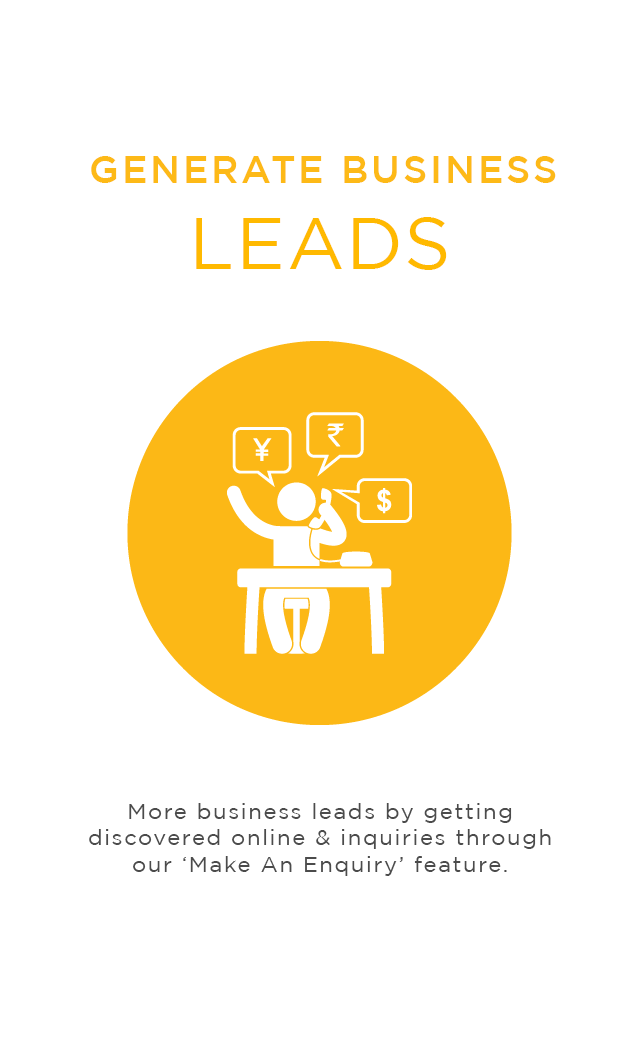 GENERATE BUSINESS
LEADS
¥
₹
$
More business leads by getting
discovered online & inquiries through
our ‘Make An Enquiry’ feature.